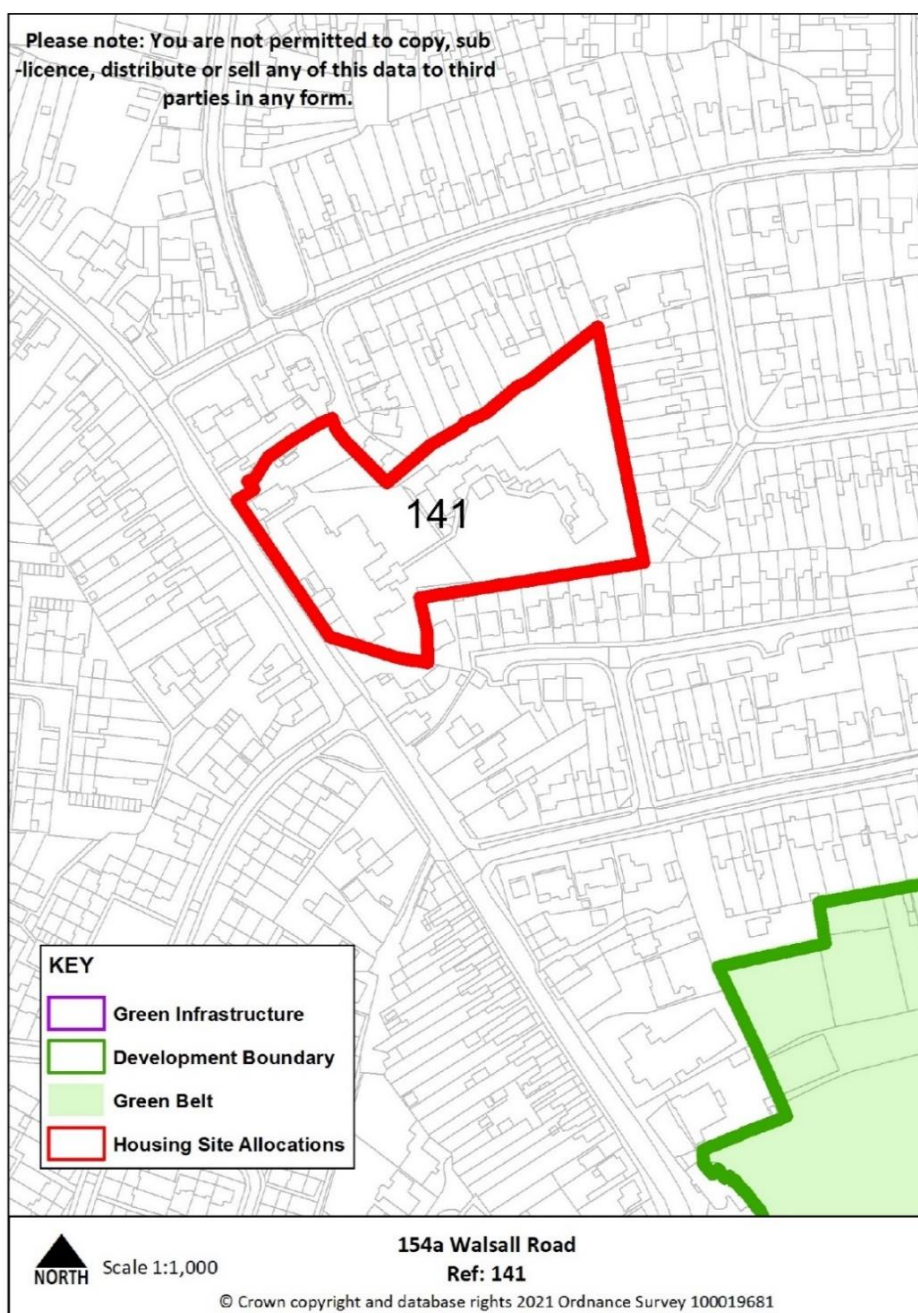 Please note: You are not permitted to copy, sub
-licence, distribute or sell any of this data to third
parties in any form.
141
KEY
Green Infrastructure
Development Boundary
Green Belt
Housing Site Allocations
NORTH
Scale 1:1,000
154a Walsall Road
Ref: 141
© Crown copyright and database rights 2021 Ordnance Survey 100019681